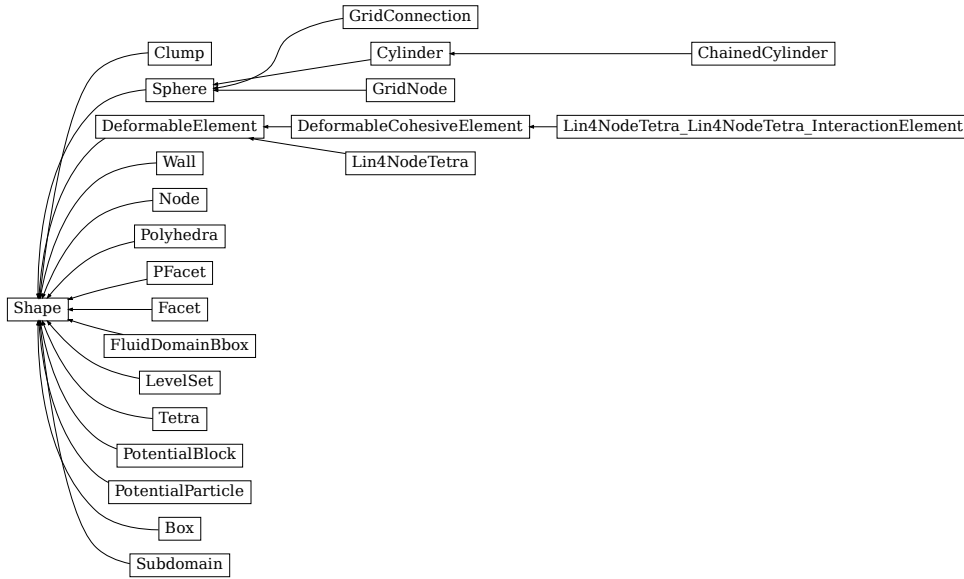 GridConnection
Clump
Cylinder
ChainedCylinder
Sphere
GridNode
DeformableElement
DeformableCohesiveElement
Lin4NodeTetra_Lin4NodeTetra_InteractionElement
Wall
Lin4NodeTetra
Node
Polyhedra
PFacet
Shape
Facet
FluidDomainBbox
LevelSet
Tetra
PotentialBlock
PotentialParticle
Box
Subdomain